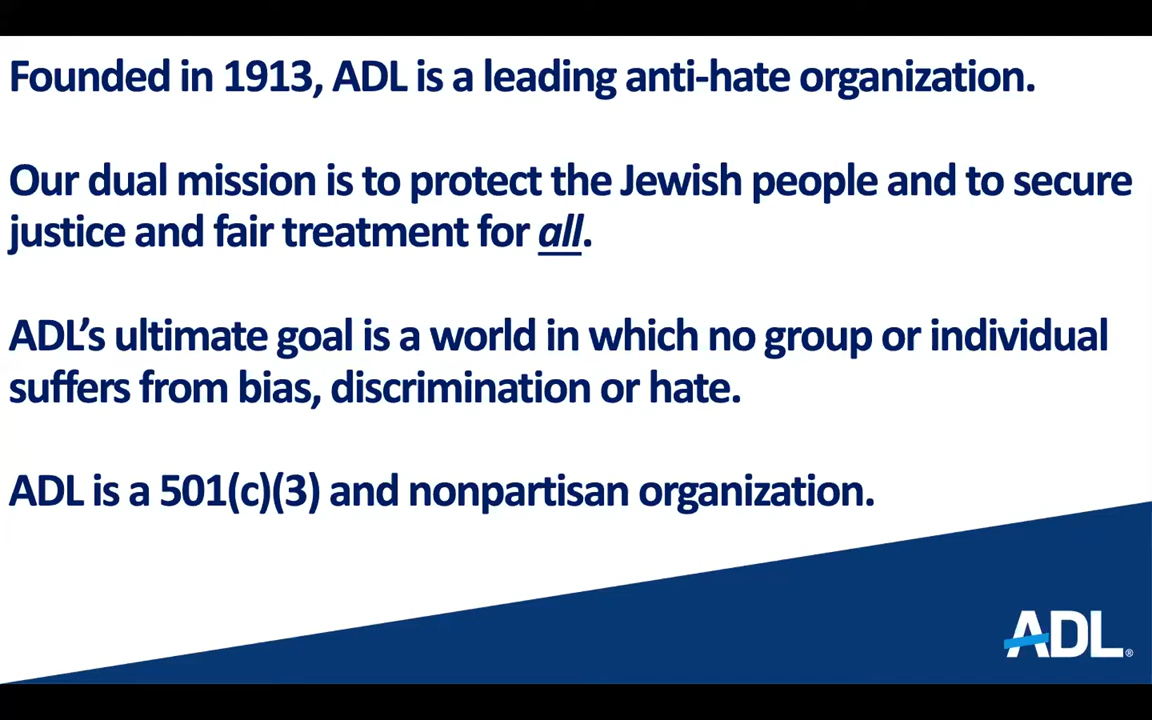 Founded in 1913, ADL is a leading anti-hate organization.
Our dual mission is to protect the Jewish people and to secure
justice and fair treatment for all.
ADL’s ultimate goal is a world in which no group or individual
suffers from bias, discrimination or hate.
ADL is a 501(c)(3) and nonpartisan organization.
ADL®